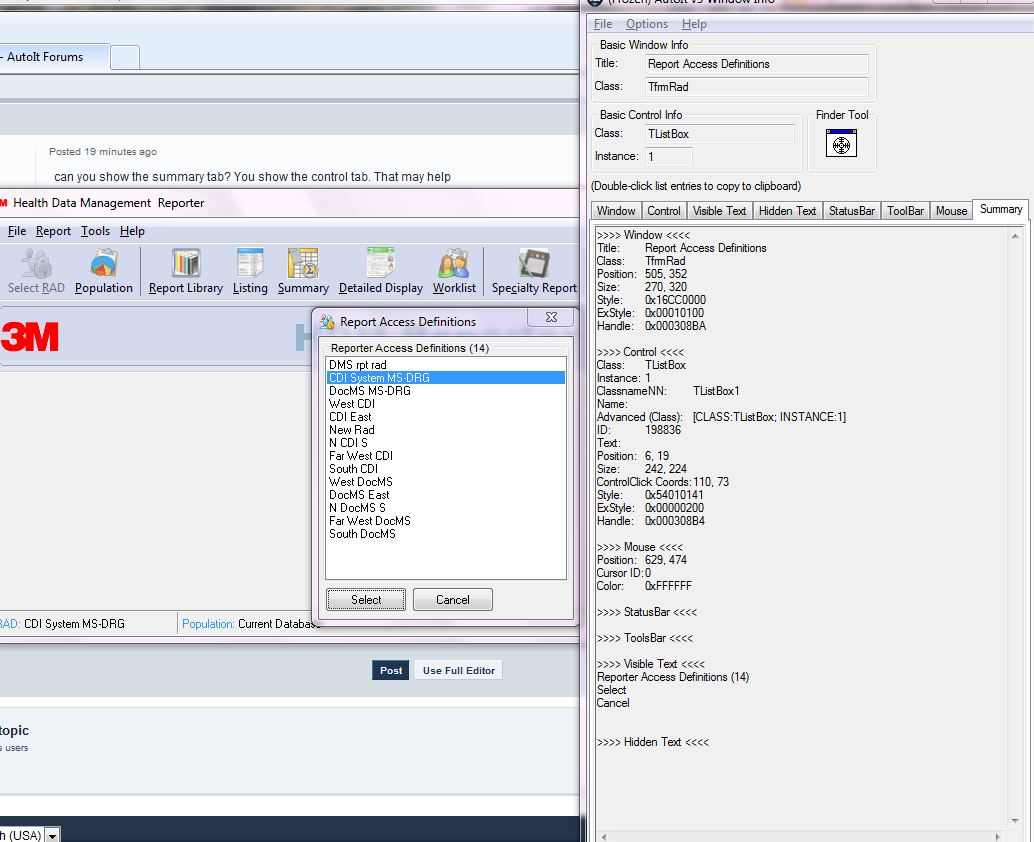 - AutoIt Forums
Posted 19 minutes ago
can you show the summary tab? You show the control tab. That may help
Health Data Management Reporter
File Report Tools Help
Select RAD Population Report Library Listing Summary Detailed Display Worklist Specialty Report
3M
Report Access Definitions
Reporter Access Definitions (14)
DMS rpt rad
CDI System MS-DRG
DocMS MS-DRG
West CDI
CDI East
New Rad
N CDI S
Far West CDI
South CDI
West DocMS
DocMS East
N DocMS S
Far West DocMS
South DocMS
Select Cancel
RAD: CDI System MS-DRG Population: Current Database
Post Use Full Editor
topic
s users
h (USA)
(Frozen) AutoIt v3 Window Info
File Options Help
Basic Window Info
Title: Report Access Definitions
Class: TfrmRad
Basic Control Info Finder Tool
Class: TListBox
Instance: 1
(Double-click list entries to copy to clipboard)
Window Control Visible Text Hidden Text StatusBar ToolBar Mouse Summary
>>>> Window <<<<
Title: Report Access Definitions
Class: TfrmRad
Position: 505, 352
Size: 270, 320
Style: 0x16CC0000
ExStyle: 0x00010100
Handle: 0x000308BA
>>>> Control <<<<
Class: TListBox
Instance: 1
ClassnameNN: TListBox1
Name:
Advanced (Class): [CLASS:TListBox; INSTANCE:1]
ID: 198836
Text:
Position: 6, 19
Size: 242, 224
ControlClick Coords: 110, 73
Style: 0x54010141
ExStyle: 0x00000200
Handle: 0x000308B4
>>>> Mouse <<<<
Position: 629, 474
Cursor ID: 0
Color: 0xFFFFFF
>>>> StatusBar <<<<
>>>> ToolsBar <<<<
>>>> Visible Text <<<<
Reporter Access Definitions (14)
Select
Cancel
>>>> Hidden Text <<<<